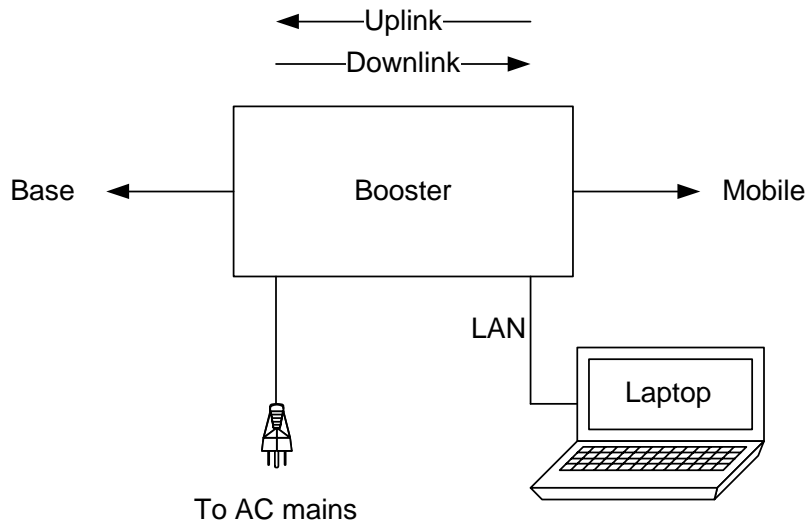 Uplink
Downlink
Base
Booster
Mobile
LAN
Laptop
To AC mains